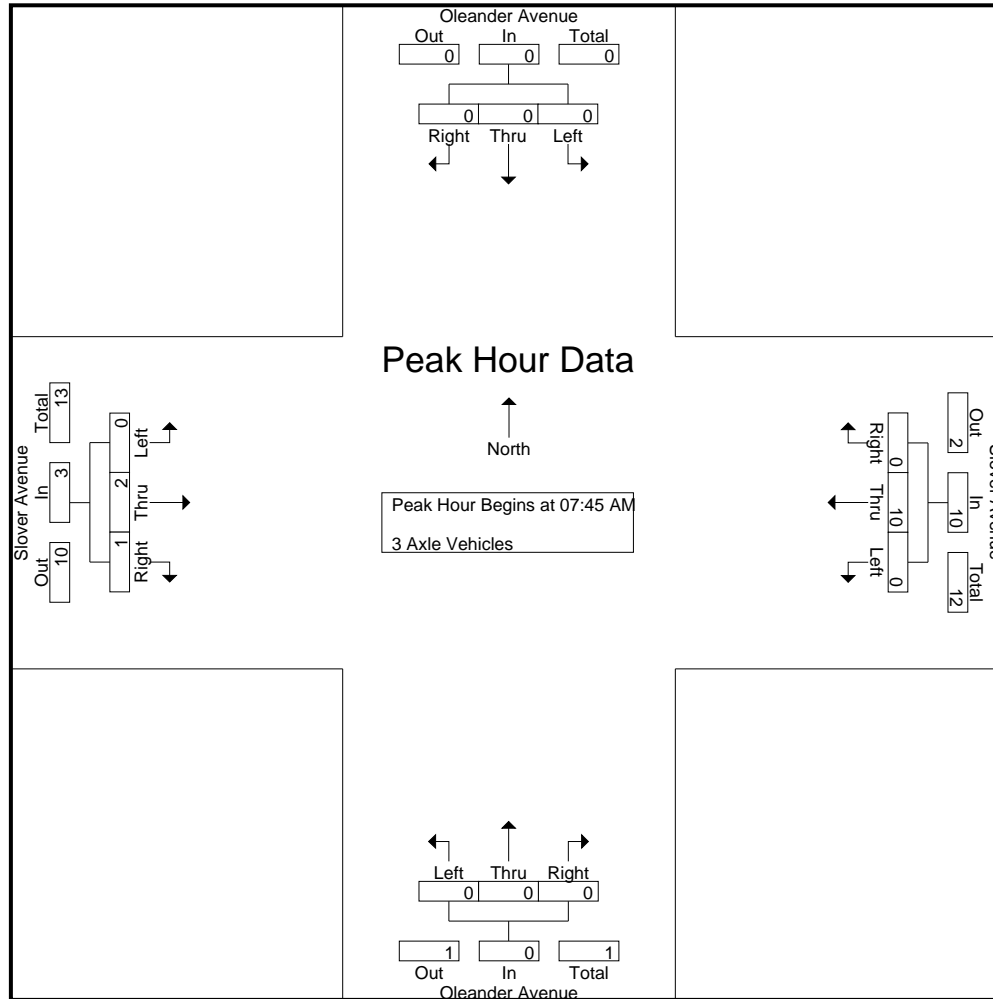 Oleander Avenue
Out In Total
0 0 0
0 0 0
Right Thru Left
Peak Hour Data
North
Peak Hour Begins at 07:45 AM
3 Axle Vehicles
Slover Avenue
Total In Out
13 3 10
0 2 1
Left Thru Right
Out In Total
2 10 12
0 10 0
Right Thru Left
Left Thru Right
0 0 0
1 0 1
Out In Total
Oleander Avenue